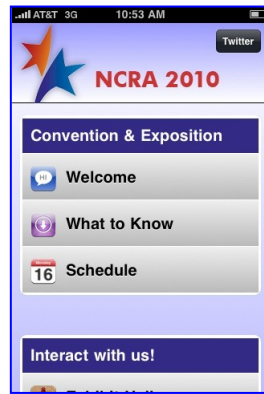 AT&T 3G 10:53 AM
Twitter
NCRA 2010
Convention & Exposition
HI
Welcome
What to Know
16
Schedule
Interact with us!